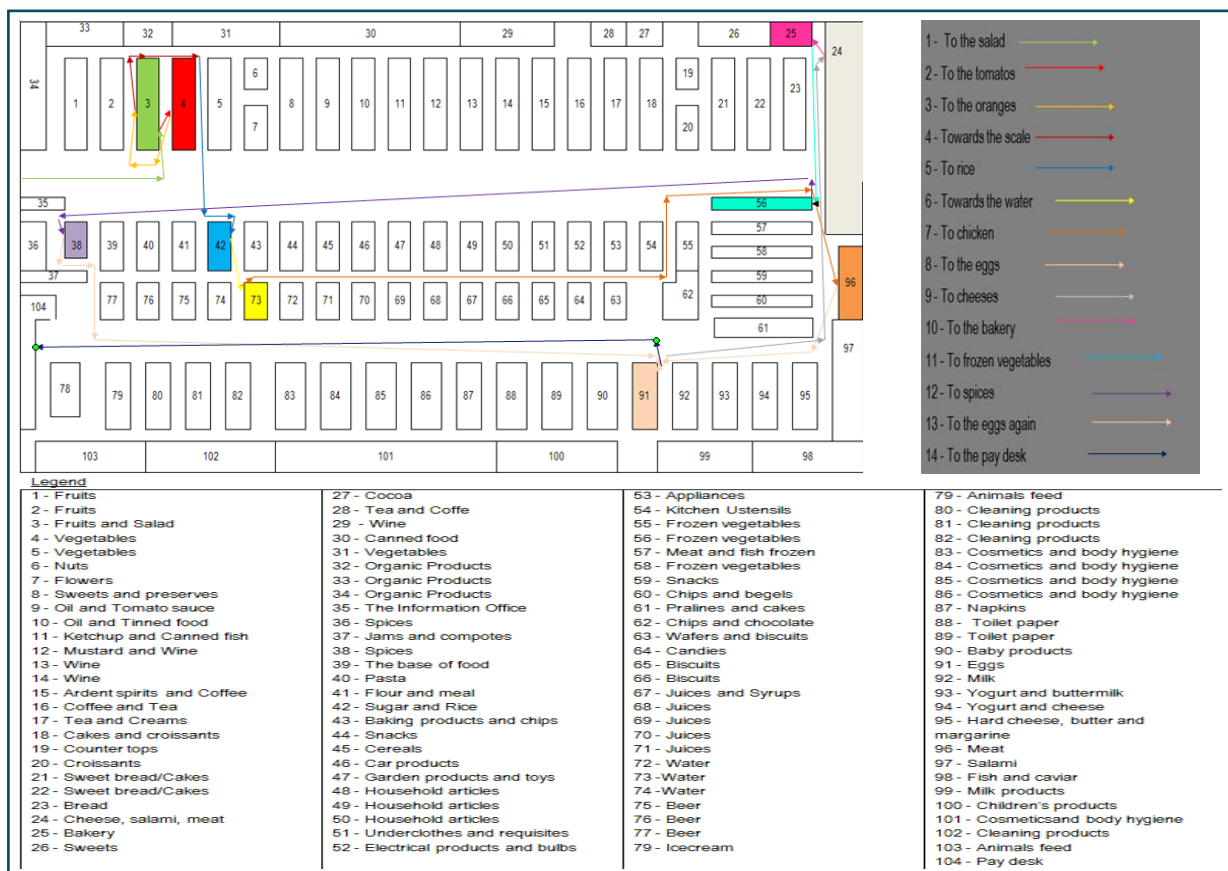 33 32 31 30 29 28 27 26 25
24
34 1 2 3 4 5 6 8 9 10 11 12 13 14 15 16 17 18 19 21 22 23
7 20
35 56
36 38 39 40 41 42 43 44 45 46 47 48 49 50 51 52 53 54 55 57
58
37 59
104 77 76 75 74 73 72 71 70 69 68 67 66 65 64 63 62 60 96
61
97
78 79 80 81 82 83 84 85 86 87 88 89 90 91 92 93 94 95
103 102 101 100 99 98
1 - To the salad
2 - To the tomatos
3 - To the oranges
4 - Towards the scale
5 - To rice
6 - Towards the water
7 - To chicken
8 - To the eggs
9 - To cheeses
10 - To the bakery
11 - To frozen vegetables
12 - To spices
13 - To the eggs again
14 - To the pay desk
Legend
1 - Fruits
2 - Fruits
3 - Fruits and Salad
4 - Vegetables
5 - Vegetables
6 - Nuts
7 - Flowers
8 - Sweets and preserves
9 - Oil and Tomato sauce
10 - Oil and Tinned food
11 - Ketchup and Canned fish
12 - Mustard and Wine
13 - Wine
14 - Wine
15 - Ardent spirits and Coffee
16 - Coffee and Tea
17 - Tea and Creams
18 - Cakes and croissants
19 - Counter tops
20 - Croissants
21 - Sweet bread/Cakes
22 - Sweet bread/Cakes
23 - Bread
24 - Cheese, salami, meat
25 - Bakery
26 - Sweets
27 - Cocoa
28 - Tea and Coffe
29 - Wine
30 - Canned food
31 - Vegetables
32 - Organic Products
33 - Organic Products
34 - Organic Products
35 - The Information Office
36 - Spices
37 - Jams and compotes
38 - Spices
39 - The base of food
40 - Pasta
41 - Flour and meal
42 - Sugar and Rice
43 - Baking products and chips
44 - Snacks
45 - Cereals
46 - Car products
47 - Garden products and toys
48 - Household articles
49 - Household articles
50 - Household articles
51 - Underclothes and requisites
52 - Electrical products and bulbs
53 - Appliances
54 - Kitchen Ustensils
55 - Frozen vegetables
56 - Frozen vegetables
57 - Meat and fish frozen
58 - Frozen vegetables
59 - Snacks
60 - Chips and begels
61 - Pralines and cakes
62 - Chips and chocolate
63 - Wafers and biscuits
64 - Candies
65 - Biscuits
66 - Biscuits
67 - Juices and Syrups
68 - Juices
69 - Juices
70 - Juices
71 - Juices
72 - Water
73 -Water
74 -Water
75 - Beer
76 - Beer
77 - Beer
79 - Icecream
79 - Animals feed
80 - Cleaning products
81 - Cleaning products
82 - Cleaning products
83 - Cosmetics and body hygiene
84 - Cosmetics and body hygiene
85 - Cosmetics and body hygiene
86 - Cosmetics and body hygiene
87 - Napkins
88 - Toilet paper
89 - Toilet paper
90 - Baby products
91 - Eggs
92 - Milk
93 - Yogurt and buttermilk
94 - Yogurt and cheese
95 - Hard cheese, butter and
margarine
96 - Meat
97 - Salami
98 - Fish and caviar
99 - Milk products
100 - Children's products
101 - Cosmeticsand body hygiene
102 - Cleaning products
103 - Animals feed
104 - Pay desk